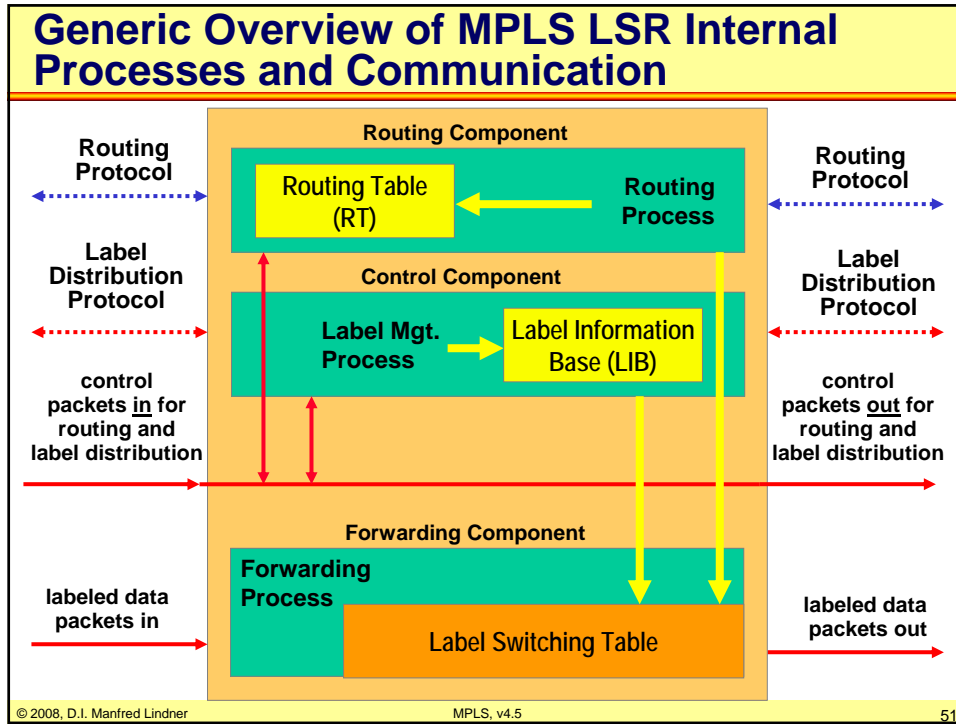 Generic Overview of MPLS LSR Internal
Processes and Communication
Routing Component
Routing
Protocol
Routing Table
(RT)
Routing
Process
Routing
Protocol
Label
Distribution
Protocol
Control Component
Label Mgt.
Process
Label Information
Base (LIB)
Label
Distribution
Protocol
control
packets in for
routing and
label distribution
control
packets out for
routing and
label distribution
Forwarding Component
Forwarding
Process
labeled data
packets in
Label Switching Table
labeled data
packets out
© 2008, D.I. Manfred Lindner
MPLS, v4.5
51